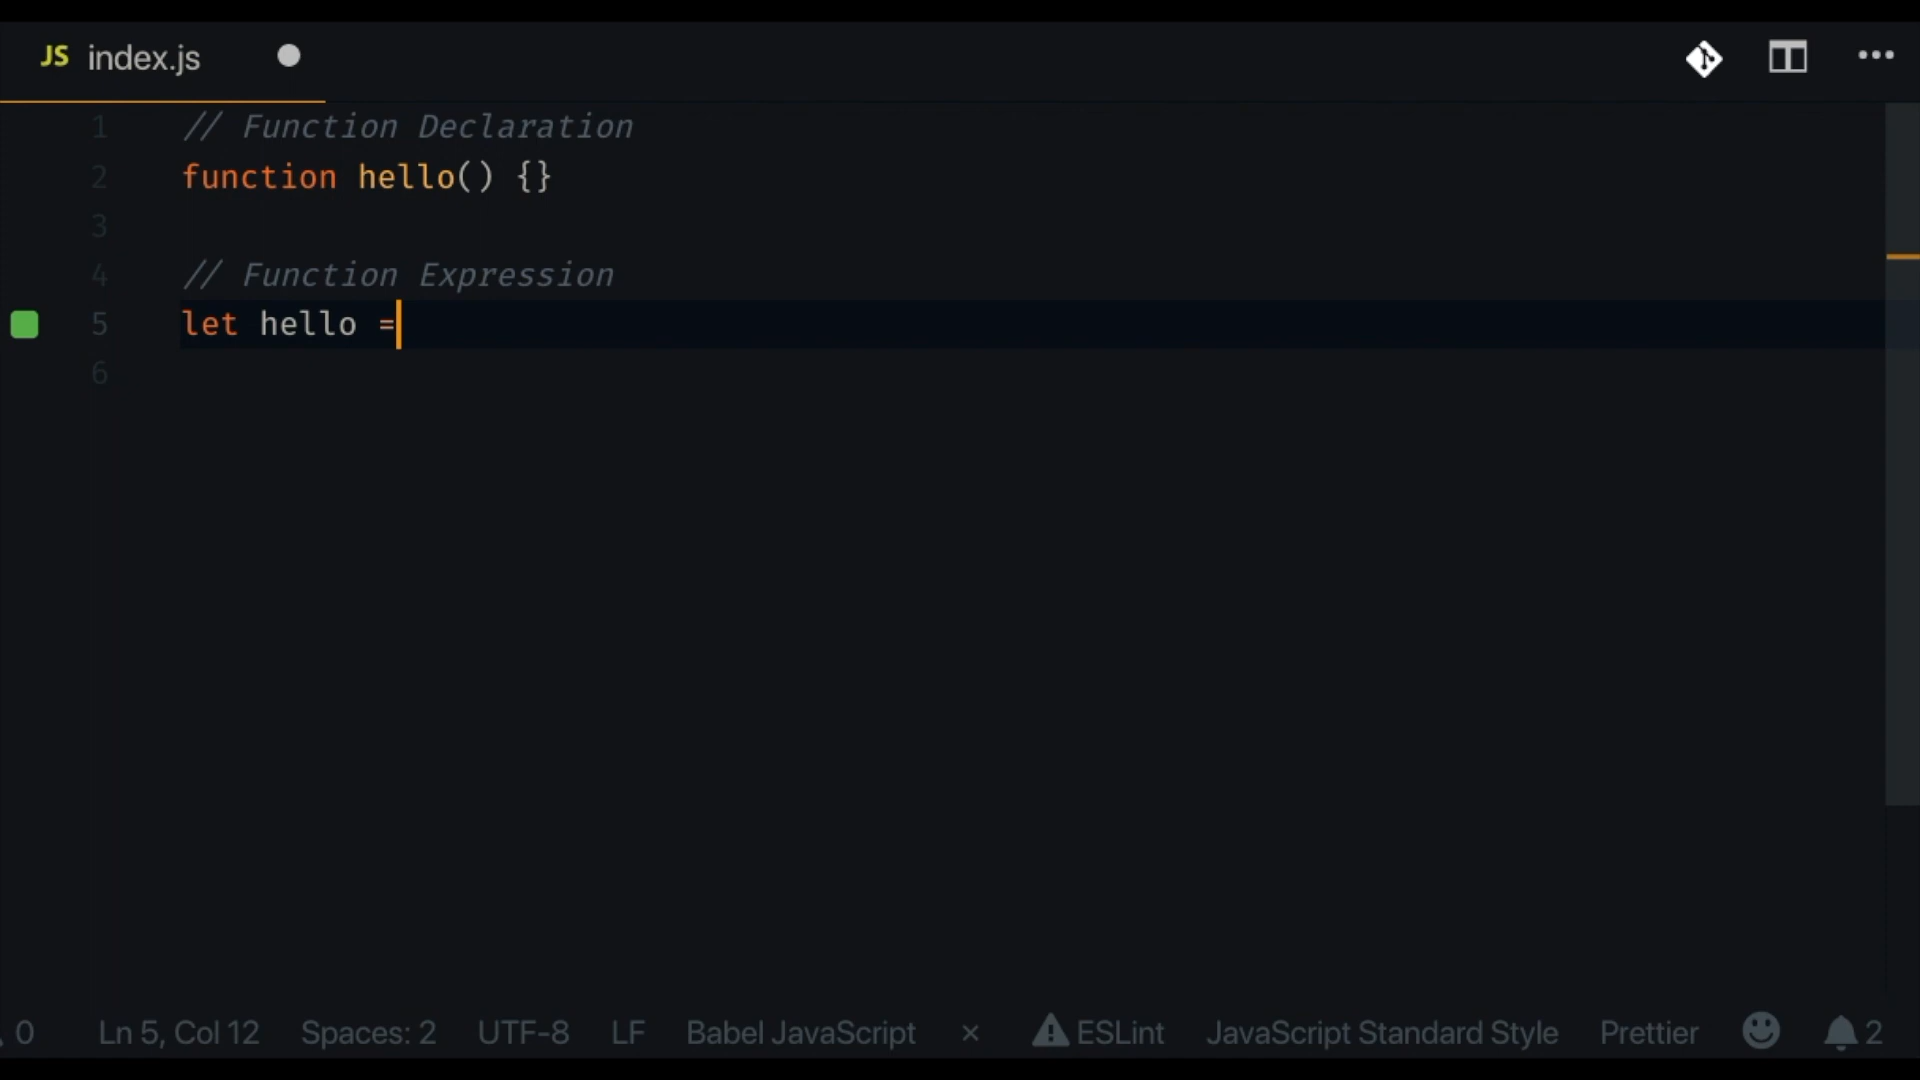 JS index.js
1 // Function Declaration
2 function hello() {}
3
4 // Function Expression
5 let hello =
6
0 Ln 5, Col 12 Spaces: 2 UTF-8 LF Babel JavaScript × ESLint JavaScript Standard Style Prettier 2